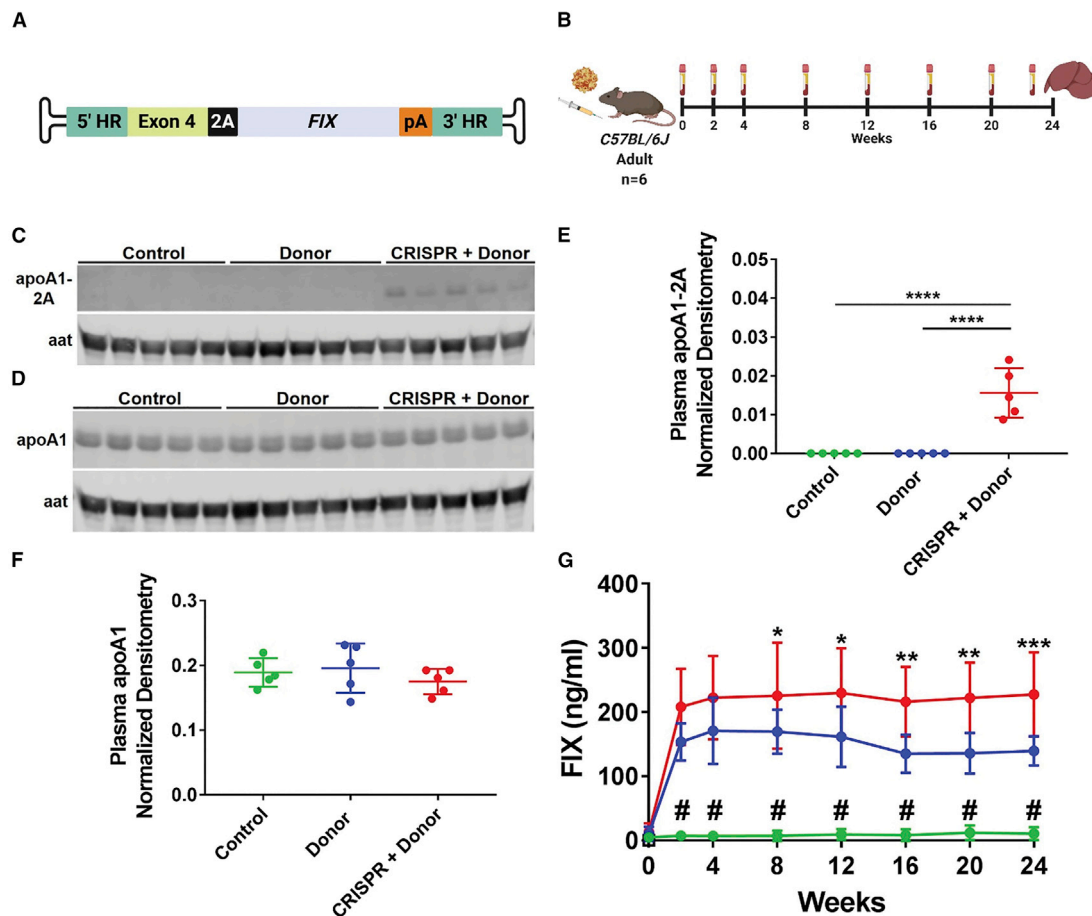 A
5' HR Exon 4 2A FIX pA 3' HR
B
C57BL/6J
Adult
n=6
0 2 4 8 12 16 20 24
Weeks
C
Control Donor CRISPR + Donor
apoA1-
2A
aat
D
Control Donor CRISPR + Donor
apoA1
aat
E
Plasma apoA1-2A
Normalized Densitometry
0.05
0.04
0.03
0.02
0.01
0.00
****
****
Control
Donor
CRISPR + Donor
F
Plasma apoA1
Normalized Densitometry
0.3
0.2
0.1
0.0
Control
Donor
CRISPR + Donor
G
FIX (ng/ml)
400
300
200
100
0
* * ** ** ***
# # # # # # #
0 4 8 12 16 20 24
Weeks